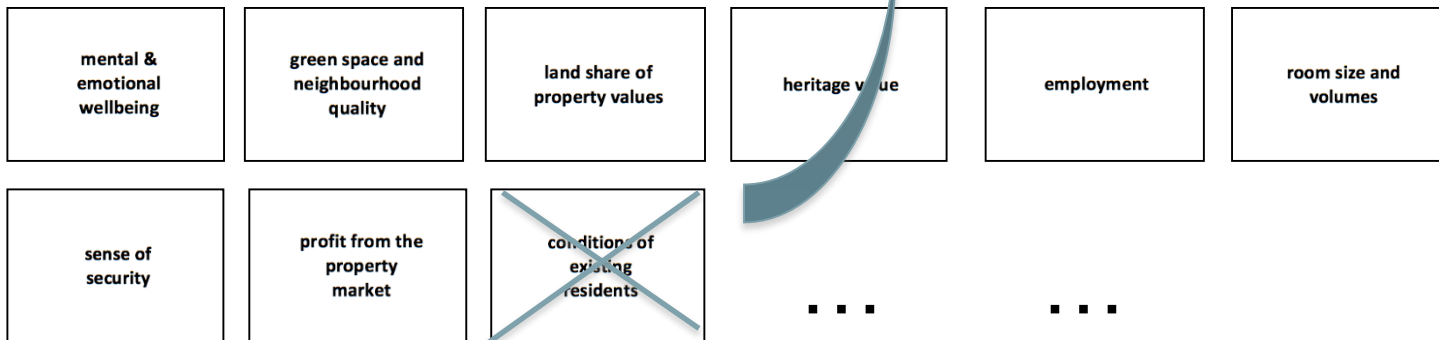 mental &
emotional
wellbeing
green space and
neighbourhood
quality
land share of
property values
heritage value
employment
room size and
volumes
sense of
security
profit from the
property
market
conditions of
existing
residents
...
...